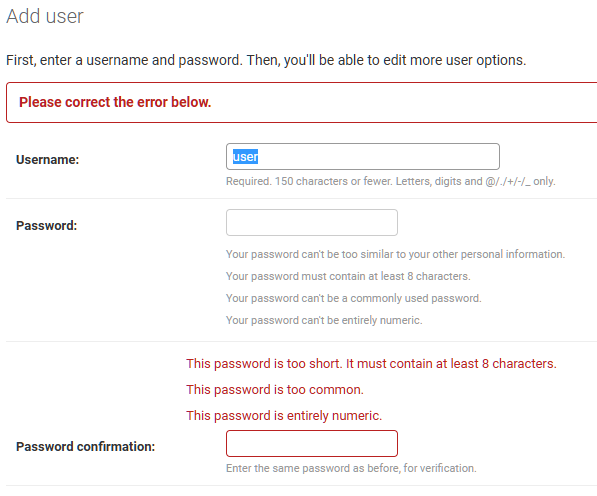 Add user
First, enter a username and password. Then, you'll be able to edit more user options.
Please correct the error below.
Username:
user
Required. 150 characters or fewer. Letters, digits and @/./+/-/_ only.
Password:
Your password can't be too similar to your other personal information.
Your password must contain at least 8 characters.
Your password can't be a commonly used password.
Your password can't be entirely numeric.
This password is too short. It must contain at least 8 characters.
This password is too common.
This password is entirely numeric.
Password confirmation:
Enter the same password as before, for verification.